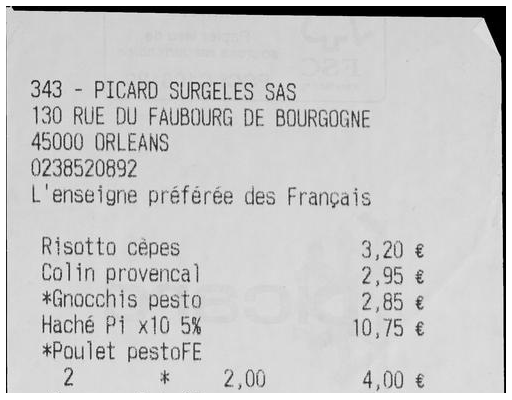 343 - PICARD SURGELES SAS
130 RUE DU FAUBOURG DE BOURGOGNE
45000 ORLEANS
0238520892
L'enseigne préférée des Français
Risotto cèpes 3,20 €
Colin provencal 2,95 €
*Gnocchis pesto 2,85 €
Haché Pi x10 5% 10,75 €
*Poulet pestoFE
2 * 2,00 4,00 €